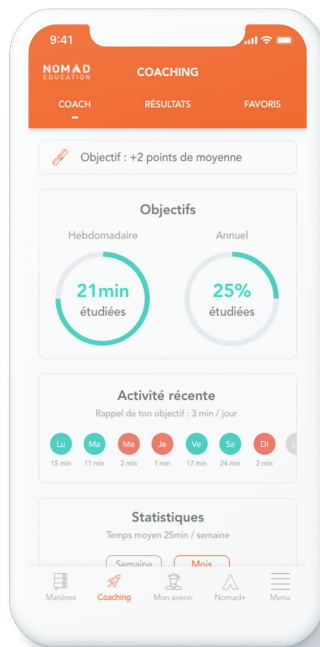 9:41
NOMAD
EDUCATION
COACHING
COACH RÉSULTATS FAVORIS
Objectif : +2 points de moyenne
Objectifs
Hebdomadaire Annuel
21min 25%
étudiées étudiées
Activité récente
Rappel de ton objectif : 3 min / jour
Lu Ma Me Je Ve Sa Di L
15 min 11 min 2 min 1 min 17 min 24 min 2 min
Statistiques
Temps moyen 25min / semaine
Semaine Mois
Matières Coaching Mon avenir Nomad+ Menu